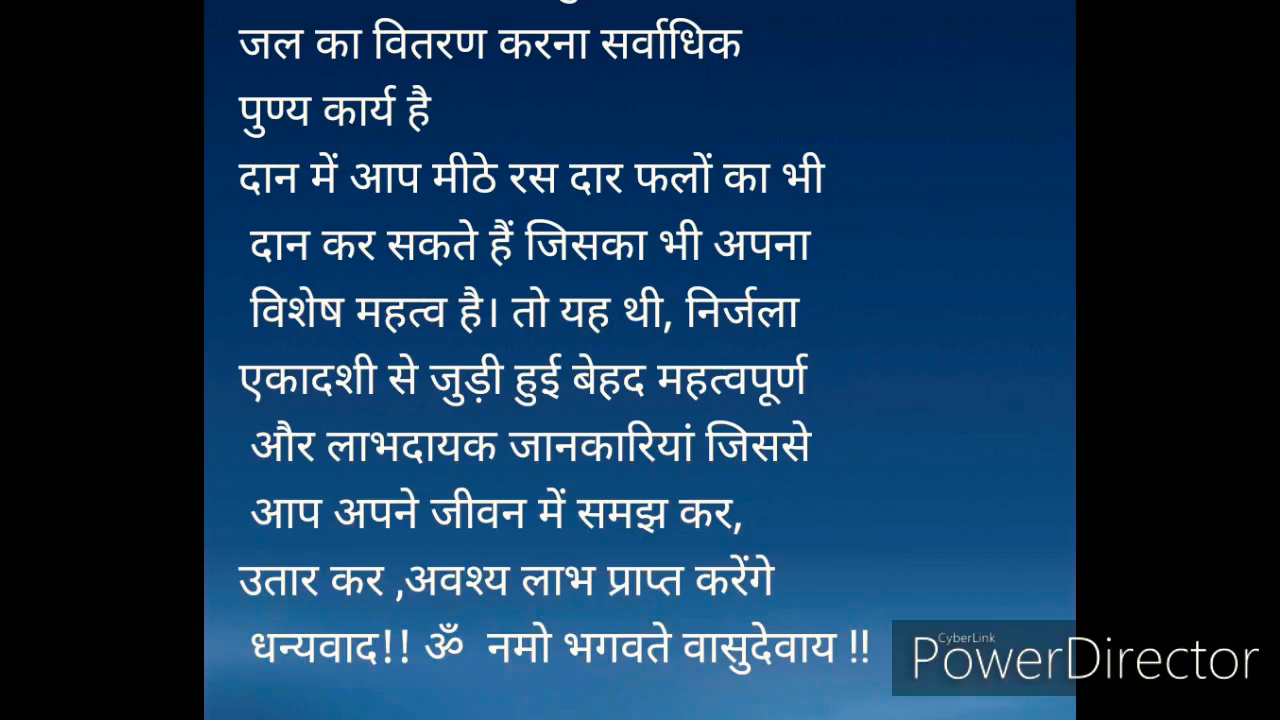 जल का वितरण करना सर्वाधिक
पुण्य कार्य है
दान में आप मीठे रस दार फलों का भी
दान कर सकते हैं जिसका भी अपना
विशेष महत्व है। तो यह थी, निर्जला
एकादशी से जुड़ी हुई बेहद महत्वपूर्ण
और लाभदायक जानकारियां जिससे
आप अपने जीवन में समझ कर,
उतार कर ,अवश्य लाभ प्राप्त करेंगे
धन्यवाद!! ॐ नमो भगवते वासुदेवाय !!
CyberLink
PowerDirector